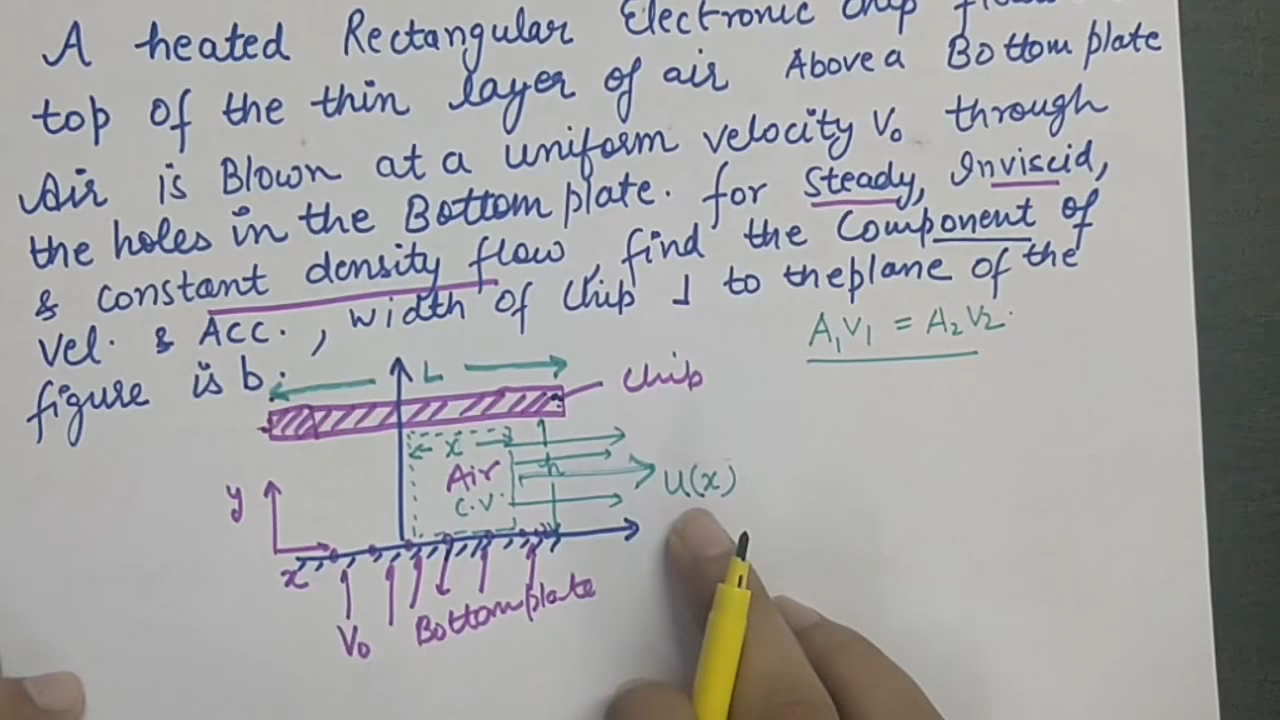 A heated Rectangular Electronic chip
top of the thin layer of air Above a Bottom plate
Air is Blown at a uniform velocity V₀ through
the holes in the Bottom plate. for Steady, Inviscid,
& constant density flow, find the Component of
Vel. & Acc., width of chip ⊥ to the plane of the
figure is b.
A₁V₁ = A₂V₂.
L
Chip
x
Air
h
C.V.
U(x)
y
x
V₀
Bottom plate